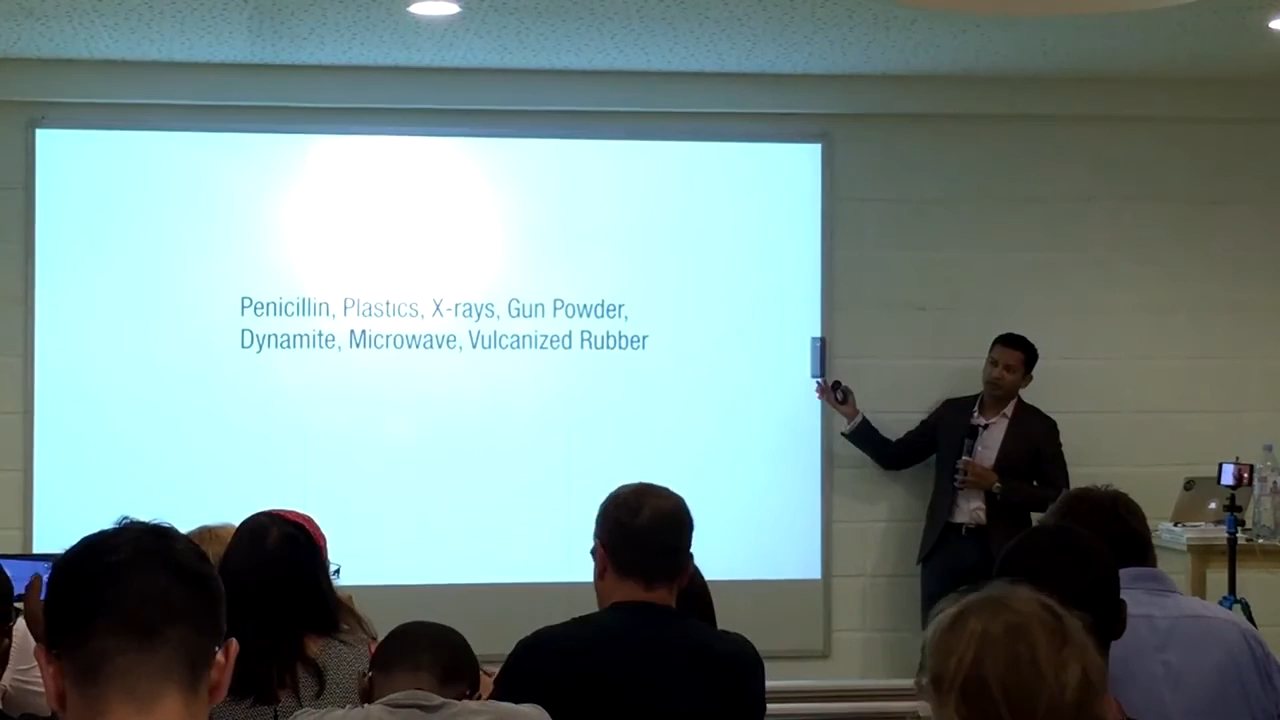 Penicillin, Plastics, X-rays, Gun Powder,
Dynamite, Microwave, Vulcanized Rubber